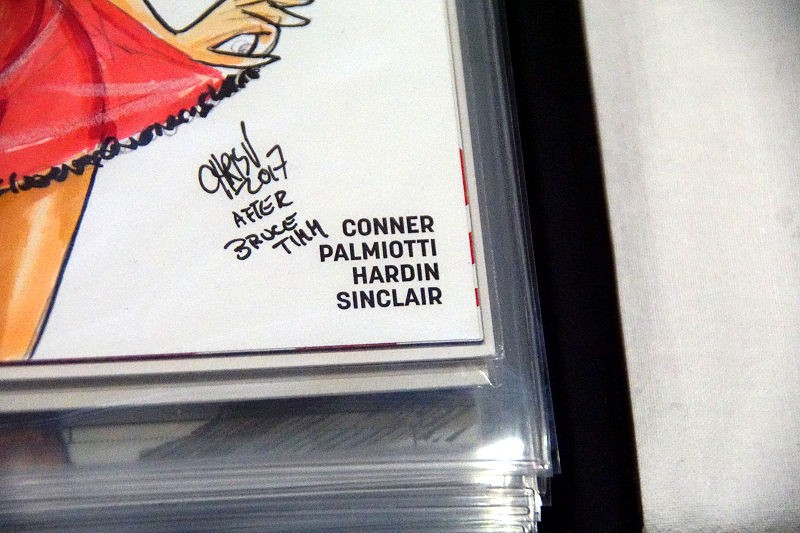 2017
AFTER
BRUCE
TIMM
CONNER
PALMIOTTI
HARDIN
SINCLAIR